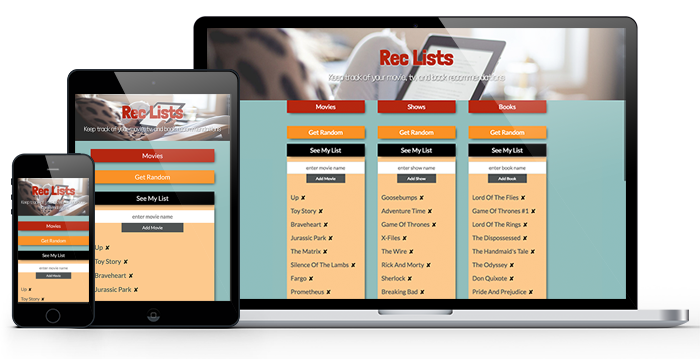 Rec Lists
Keep track of your movie, tv, and book recommendations
Movies
Get Random
See My List
enter movie name
Add Movie
Up ✘
Toy Story ✘
Rec Lists
Keep track of your movie, tv, and book recommendations
Movies
Get Random
See My List
enter movie name
Add Movie
Up ✘
Toy Story ✘
Braveheart ✘
Jurassic Park ✘
Rec Lists
Keep track of your movie, tv, and book recommendations
Movies
Get Random
See My List
enter movie name
Add Movie
Up ✘
Toy Story ✘
Braveheart ✘
Jurassic Park ✘
The Matrix ✘
Silence Of The Lambs ✘
Fargo ✘
Prometheus ✘
Shows
Get Random
See My List
enter show name
Add Show
Goosebumps ✘
Adventure Time ✘
Game Of Thrones ✘
X-Files ✘
The Wire ✘
Rick And Morty ✘
Sherlock ✘
Breaking Bad ✘
Books
Get Random
See My List
enter book name
Add Book
Lord Of The Flies ✘
Game Of Thrones #1 ✘
Lord Of The Rings ✘
The Dispossessed ✘
The Handmaid's Tale ✘
The Odyssey ✘
Don Quixote ✘
Pride And Prejudice ✘